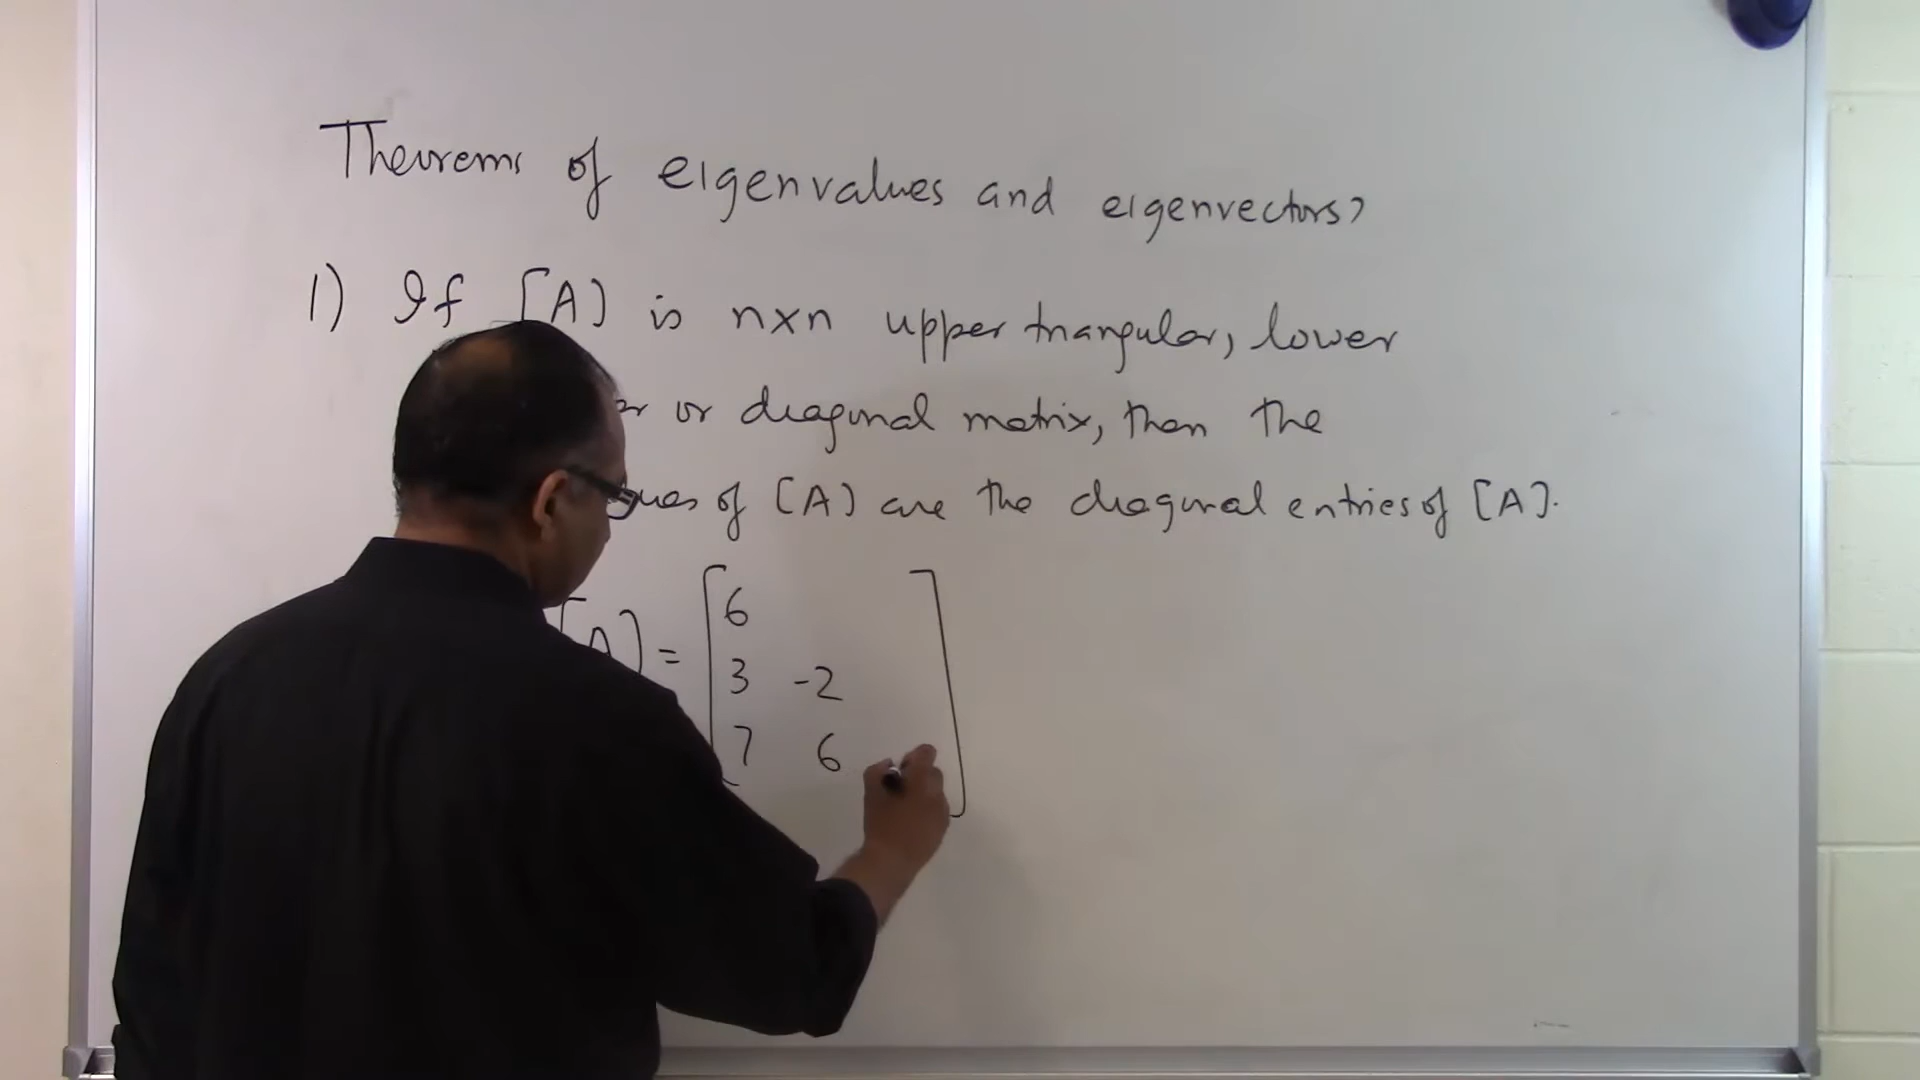 Theorems of eigenvalues and eigenvectors?
1) If [A] is n×n upper triangular, lower
or diagonal matrix, then the
of [A] are the diagonal entries of [A].
[A] = [6
3 -2
7 6 ]